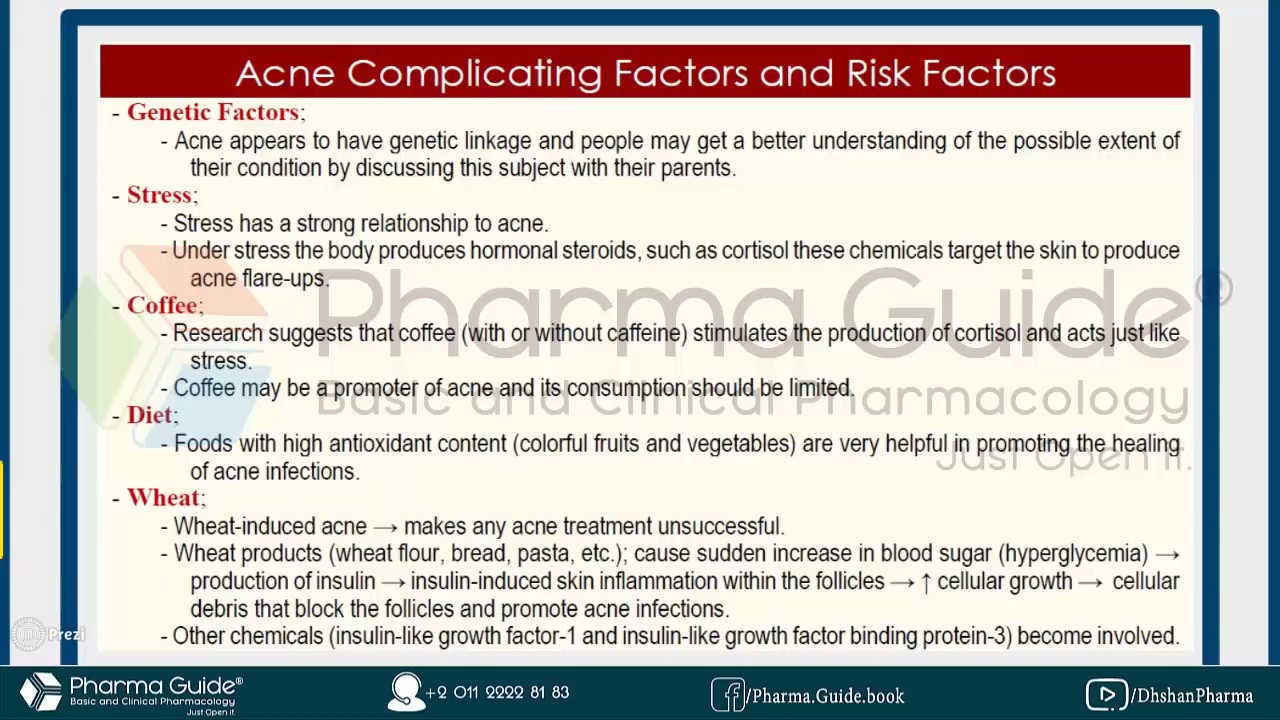 Acne Complicating Factors and Risk Factors
- Genetic Factors;
- Acne appears to have genetic linkage and people may get a better understanding of the possible extent of
their condition by discussing this subject with their parents.
- Stress;
- Stress has a strong relationship to acne.
- Under stress the body produces hormonal steroids, such as cortisol these chemicals target the skin to produce
acne flare-ups.
- Coffee;
- Research suggests that coffee (with or without caffeine) stimulates the production of cortisol and acts just like
stress.
- Coffee may be a promoter of acne and its consumption should be limited.
- Diet;
- Foods with high antioxidant content (colorful fruits and vegetables) are very helpful in promoting the healing
of acne infections.
- Wheat;
- Wheat-induced acne → makes any acne treatment unsuccessful.
- Wheat products (wheat flour, bread, pasta, etc.); cause sudden increase in blood sugar (hyperglycemia) →
production of insulin → insulin-induced skin inflammation within the follicles → ↑ cellular growth → cellular
debris that block the follicles and promote acne infections.
- Other chemicals (insulin-like growth factor-1 and insulin-like growth factor binding protein-3) become involved.
Pharma Guide®
Basic and Clinical Pharmacology
Just Open it.
Prezi
Pharma Guide®
Basic and Clinical Pharmacology
Just Open it.
+2 011 2222 81 83
/Pharma.Guide.book
/DhshanPharma